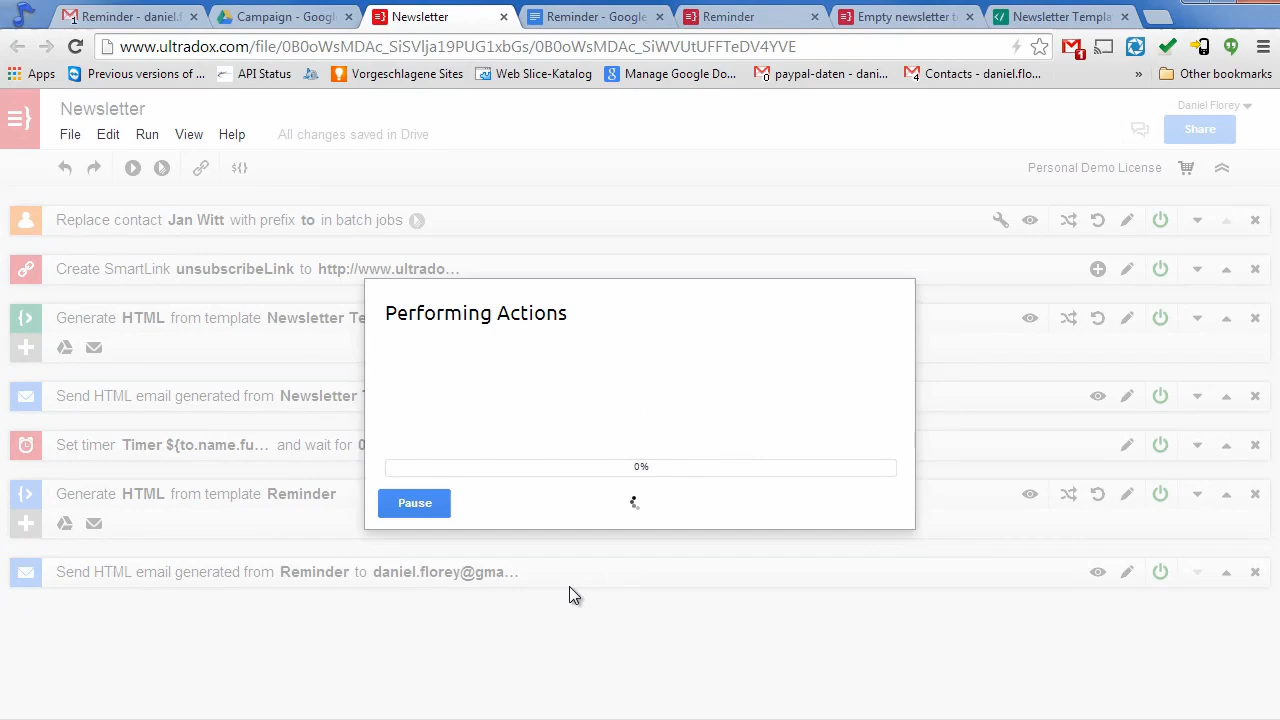 Reminder - daniel.f
Campaign - Googl
Newsletter
Reminder - Google
Reminder
Empty newsletter t
Newsletter Templa
www.ultradox.com/file/0B0oWsMDAc_SiSVlja19PUG1xbGs/0B0oWsMDAc_SiWVUtUFFTeDV4YVE
1
Apps
Previous versions of ...
API Status
Vorgeschlagene sites
Web Slice-Katalog
Manage Google Do...
paypal-daten - dani...
Contacts - daniel.flo...
»
Other bookmarks
Newsletter
Daniel Florey
File Edit Run View Help
All changes saved in Drive
Share
${}
Personal Demo License
Replace contact Jan Witt with prefix to in batch jobs
Create SmartLink unsubscribeLink to http://www.ultrado...
Generate HTML from template Newsletter Te
Send HTML email generated from Newsletter T
Set timer Timer ${to.name.fu... and wait for 0
Generate HTML from template Reminder
Send HTML email generated from Reminder to daniel.florey@gma...
Performing Actions
0%
Pause